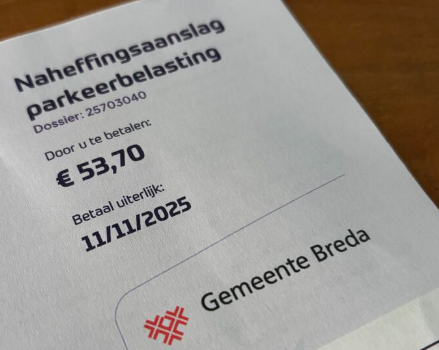 Naheffingsaanslag
parkeerbelasting
Dossier: 25703040
Door u te betalen:
€ 53,70
Betaal uiterlijk:
11/11/2025
Gemeente Breda